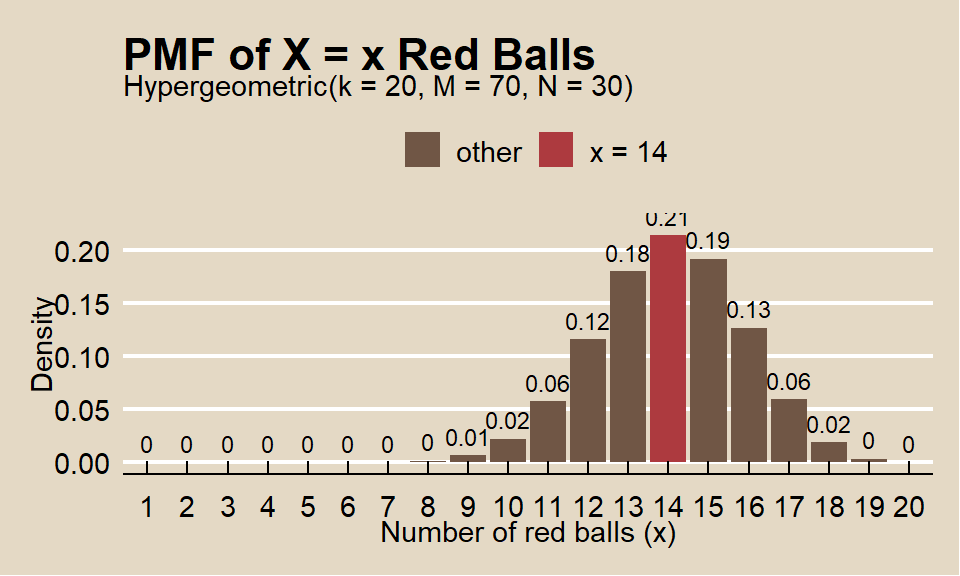 PMF of X = x Red Balls
Hypergeometric(k = 20, M = 70, N = 30)
other x = 14
Density
0.20
0.15
0.10
0.05
0.00
0 0 0 0 0 0 0 0 0.01 0.02 0.06 0.12 0.18 0.21 0.19 0.13 0.06 0.02 0 0
1 2 3 4 5 6 7 8 9 10 11 12 13 14 15 16 17 18 19 20
Number of red balls (x)